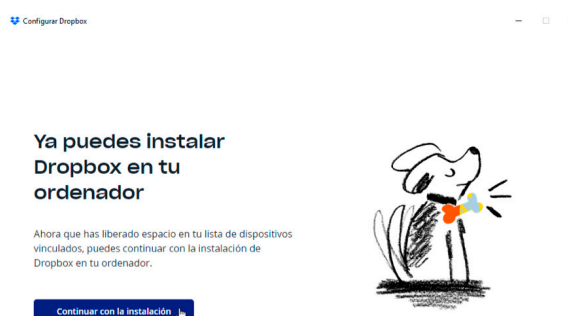 Configurar Dropbox
Ya puedes instalar
Dropbox en tu
ordenador
Ahora que has liberado espacio en tu lista de dispositivos
vinculados, puedes continuar con la instalación de
Dropbox en tu ordenador.
Continuar con la instalación